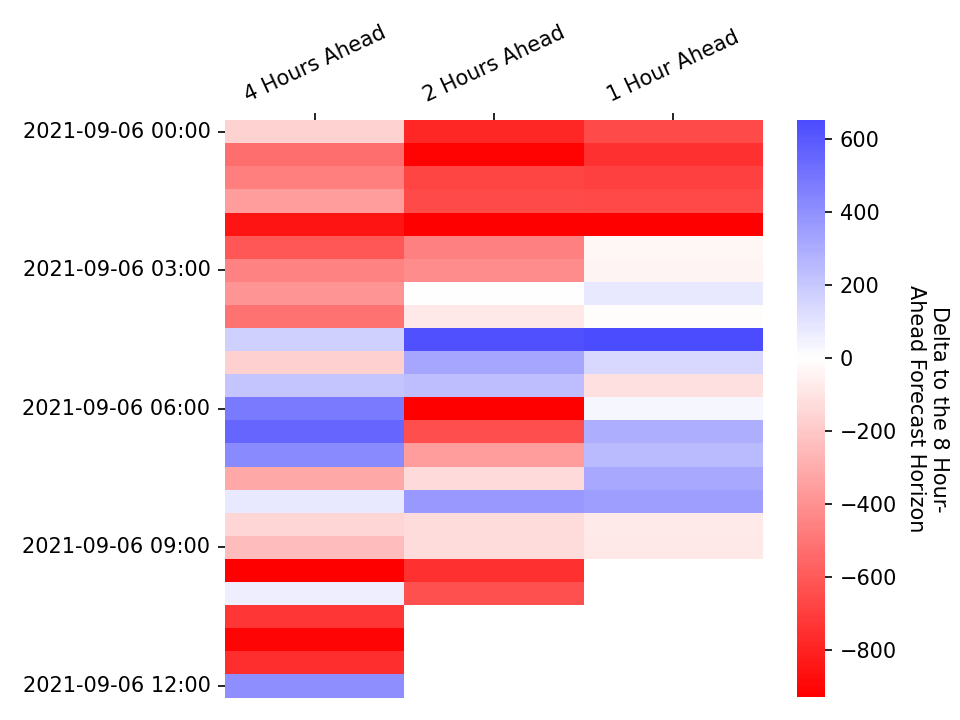 4 Hours Ahead
2 Hours Ahead
1 Hour Ahead
2021-09-06 00:00
2021-09-06 03:00
2021-09-06 06:00
2021-09-06 09:00
2021-09-06 12:00
600
400
200
0
−200
−400
−600
−800
Delta to the 8 Hour-
Ahead Forecast Horizon